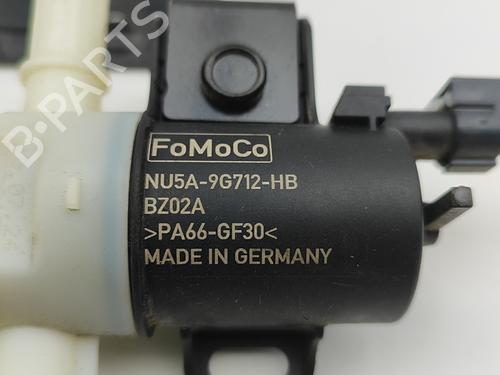 B-PARTS
FoMoCo
NU5A-9G712-HB
BZ02A
>PA66-GF30<
MADE IN GERMANY